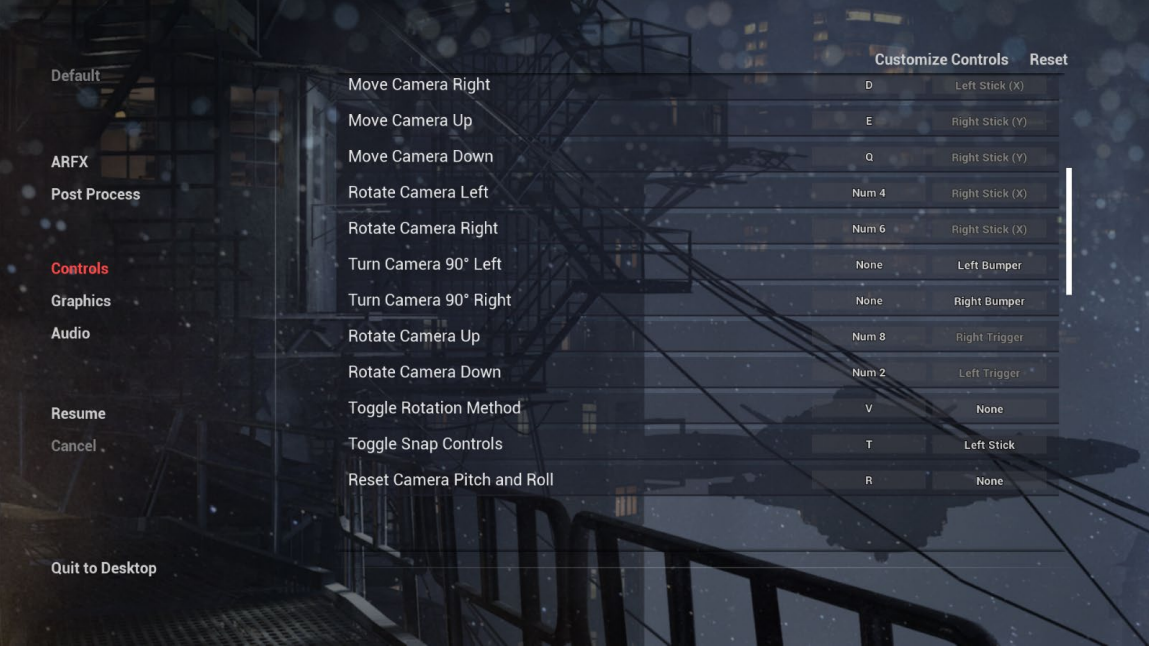 Customize Controls Reset
Default
Move Camera Right D Left Stick (X)
Move Camera Up E Right Stick (Y)
Move Camera Down Q Right Stick (Y)
ARFX
Post Process
Rotate Camera Left Num 4 Right Stick (X)
Rotate Camera Right Num 6 Right Stick (X)
Turn Camera 90° Left None Left Bumper
Controls
Turn Camera 90° Right None Right Bumper
Graphics
Audio
Rotate Camera Up Num 8 Right Trigger
Rotate Camera Down Num 2 Left Trigger
Toggle Rotation Method V None
Resume
Cancel
Toggle Snap Controls T Left Stick
Reset Camera Pitch and Roll R None
Quit to Desktop